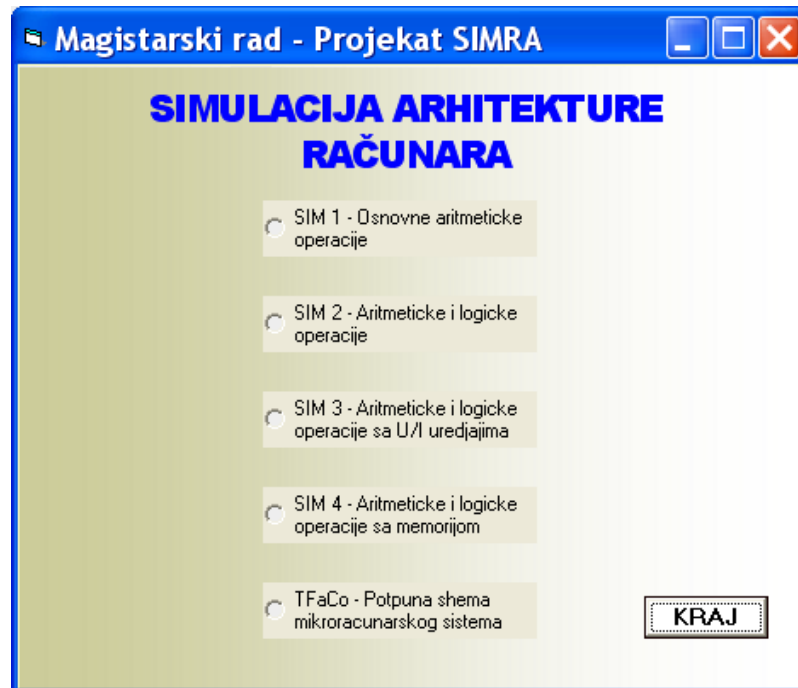 Magistarski rad - Projekat SIMRA
SIMULACIJA ARHITEKTURE
RAČUNARA
SIM 1 - Osnovne aritmeticke
operacije
SIM 2 - Aritmeticke i logicke
operacije
SIM 3 - Aritmeticke i logicke
operacije sa U/I uredjajima
SIM 4 - Aritmeticke i logicke
operacije sa memorijom
TFaCo - Potpuna shema
mikroracunarskog sistema
KRAJ